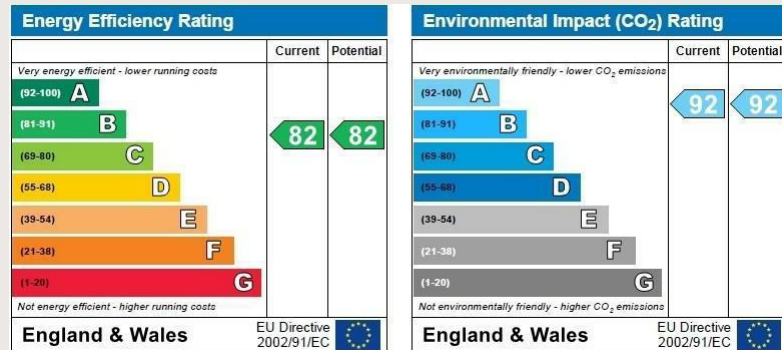 Energy Efficiency Rating
Current Potential
Very energy efficient - lower running costs
(92-100) A
(81-91) B
(69-80) C
(55-68) D
(39-54) E
(21-38) F
(1-20) G
82 82
Not energy efficient - higher running costs
England & Wales
EU Directive
2002/91/EC
Environmental Impact (CO₂) Rating
Current Potential
Very environmentally friendly - lower CO₂ emissions
(92-100) A
(81-91) B
(69-80) C
(55-68) D
(39-54) E
(21-38) F
(1-20) G
92 92
Not environmentally friendly - higher CO₂ emissions
England & Wales
EU Directive
2002/91/EC